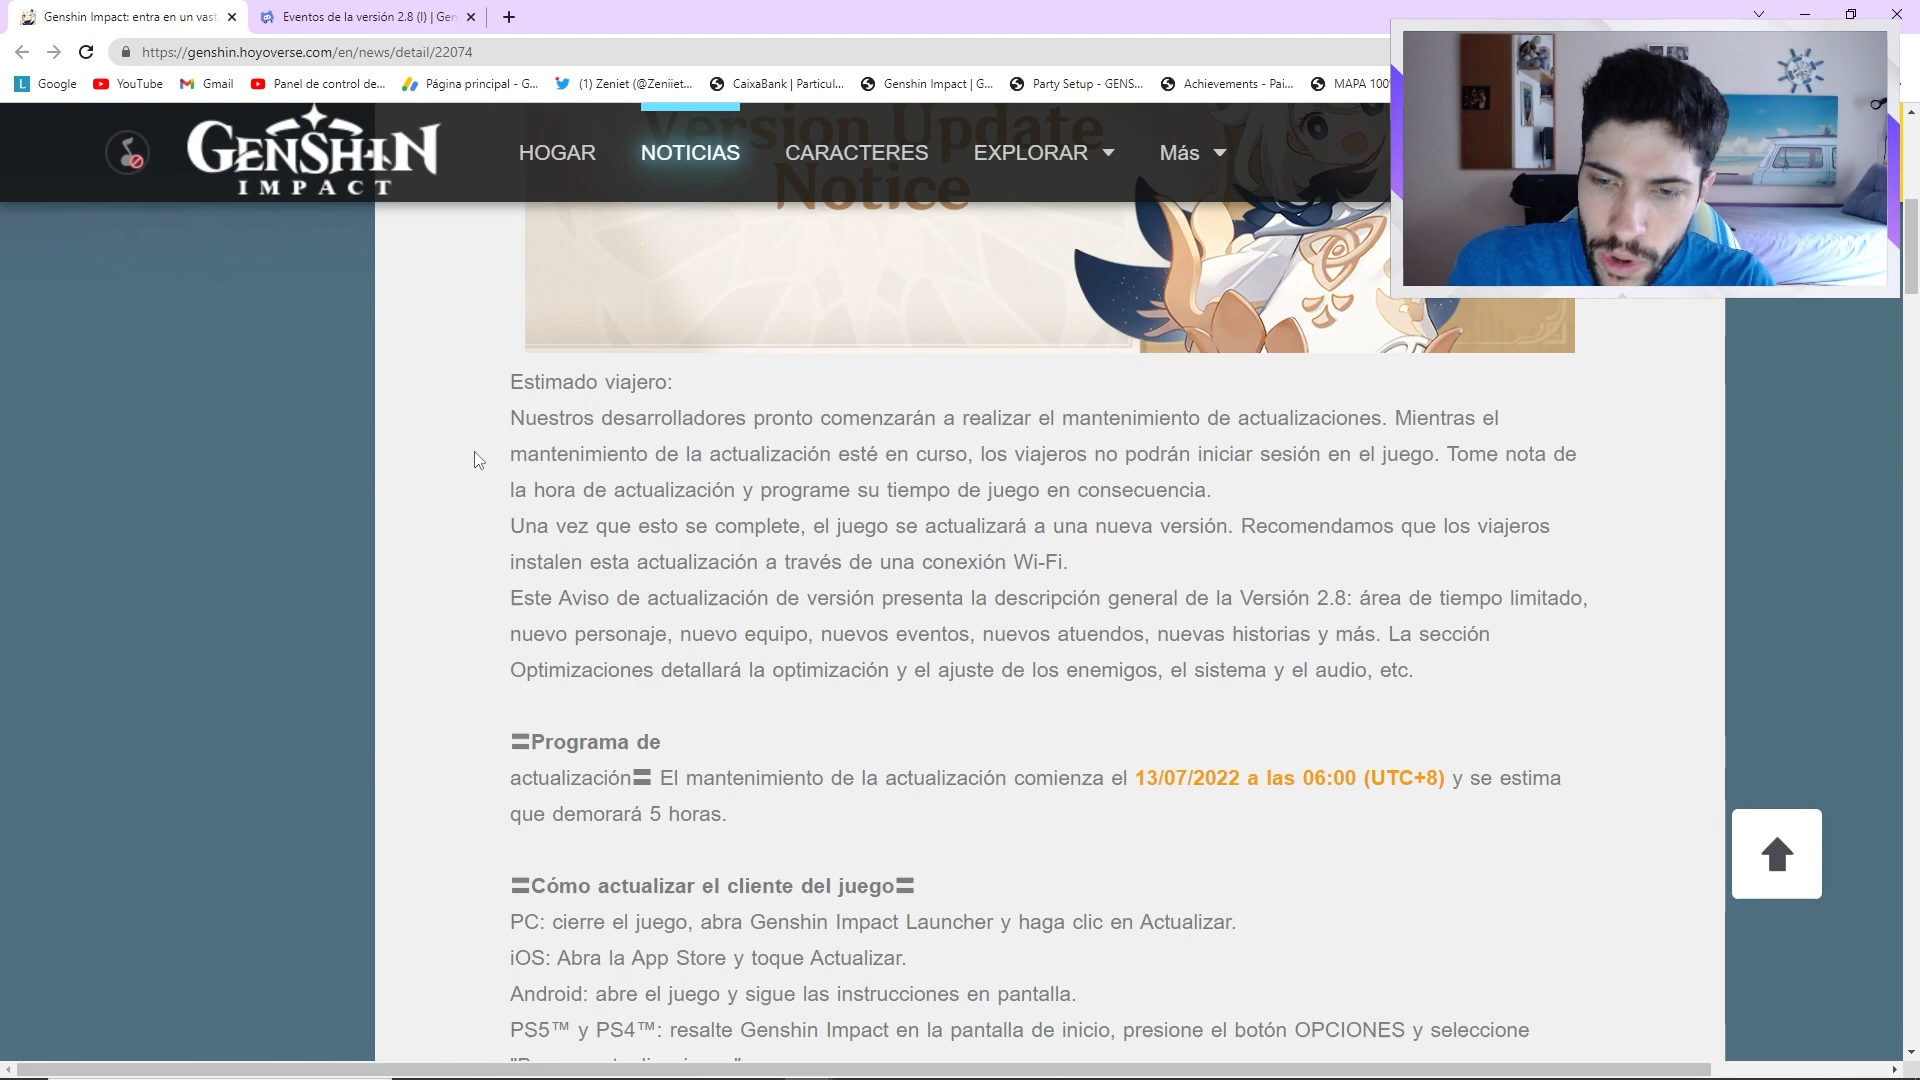 Genshin Impact: entra en un vast
Eventos de la versión 2.8 (I) | Gen
https://genshin.hoyoverse.com/en/news/detail/22074
Google
YouTube
Gmail
Panel de control de...
Página principal - G...
(1) Zeniet (@Zeniiet...
CaixaBank | Particul...
Genshin Impact | G...
Party Setup - GENS...
Achievements - Pai...
MAPA 100
GENSHIN
IMPACT
HOGAR
NOTICIAS
CARACTERES
EXPLORAR
Más
Version Update
Notice
Estimado viajero:
Nuestros desarrolladores pronto comenzarán a realizar el mantenimiento de actualizaciones. Mientras el
mantenimiento de la actualización esté en curso, los viajeros no podrán iniciar sesión en el juego. Tome nota de
la hora de actualización y programe su tiempo de juego en consecuencia.
Una vez que esto se complete, el juego se actualizará a una nueva versión. Recomendamos que los viajeros
instalen esta actualización a través de una conexión Wi-Fi.
Este Aviso de actualización de versión presenta la descripción general de la Versión 2.8: área de tiempo limitado,
nuevo personaje, nuevo equipo, nuevos eventos, nuevos atuendos, nuevas historias y más. La sección
Optimizaciones detallará la optimización y el ajuste de los enemigos, el sistema y el audio, etc.
〓Programa de
actualización〓 El mantenimiento de la actualización comienza el 13/07/2022 a las 06:00 (UTC+8) y se estima
que demorará 5 horas.
〓Cómo actualizar el cliente del juego〓
PC: cierre el juego, abra Genshin Impact Launcher y haga clic en Actualizar.
iOS: Abra la App Store y toque Actualizar.
Android: abre el juego y sigue las instrucciones en pantalla.
PS5™ y PS4™: resalte Genshin Impact en la pantalla de inicio, presione el botón OPCIONES y seleccione